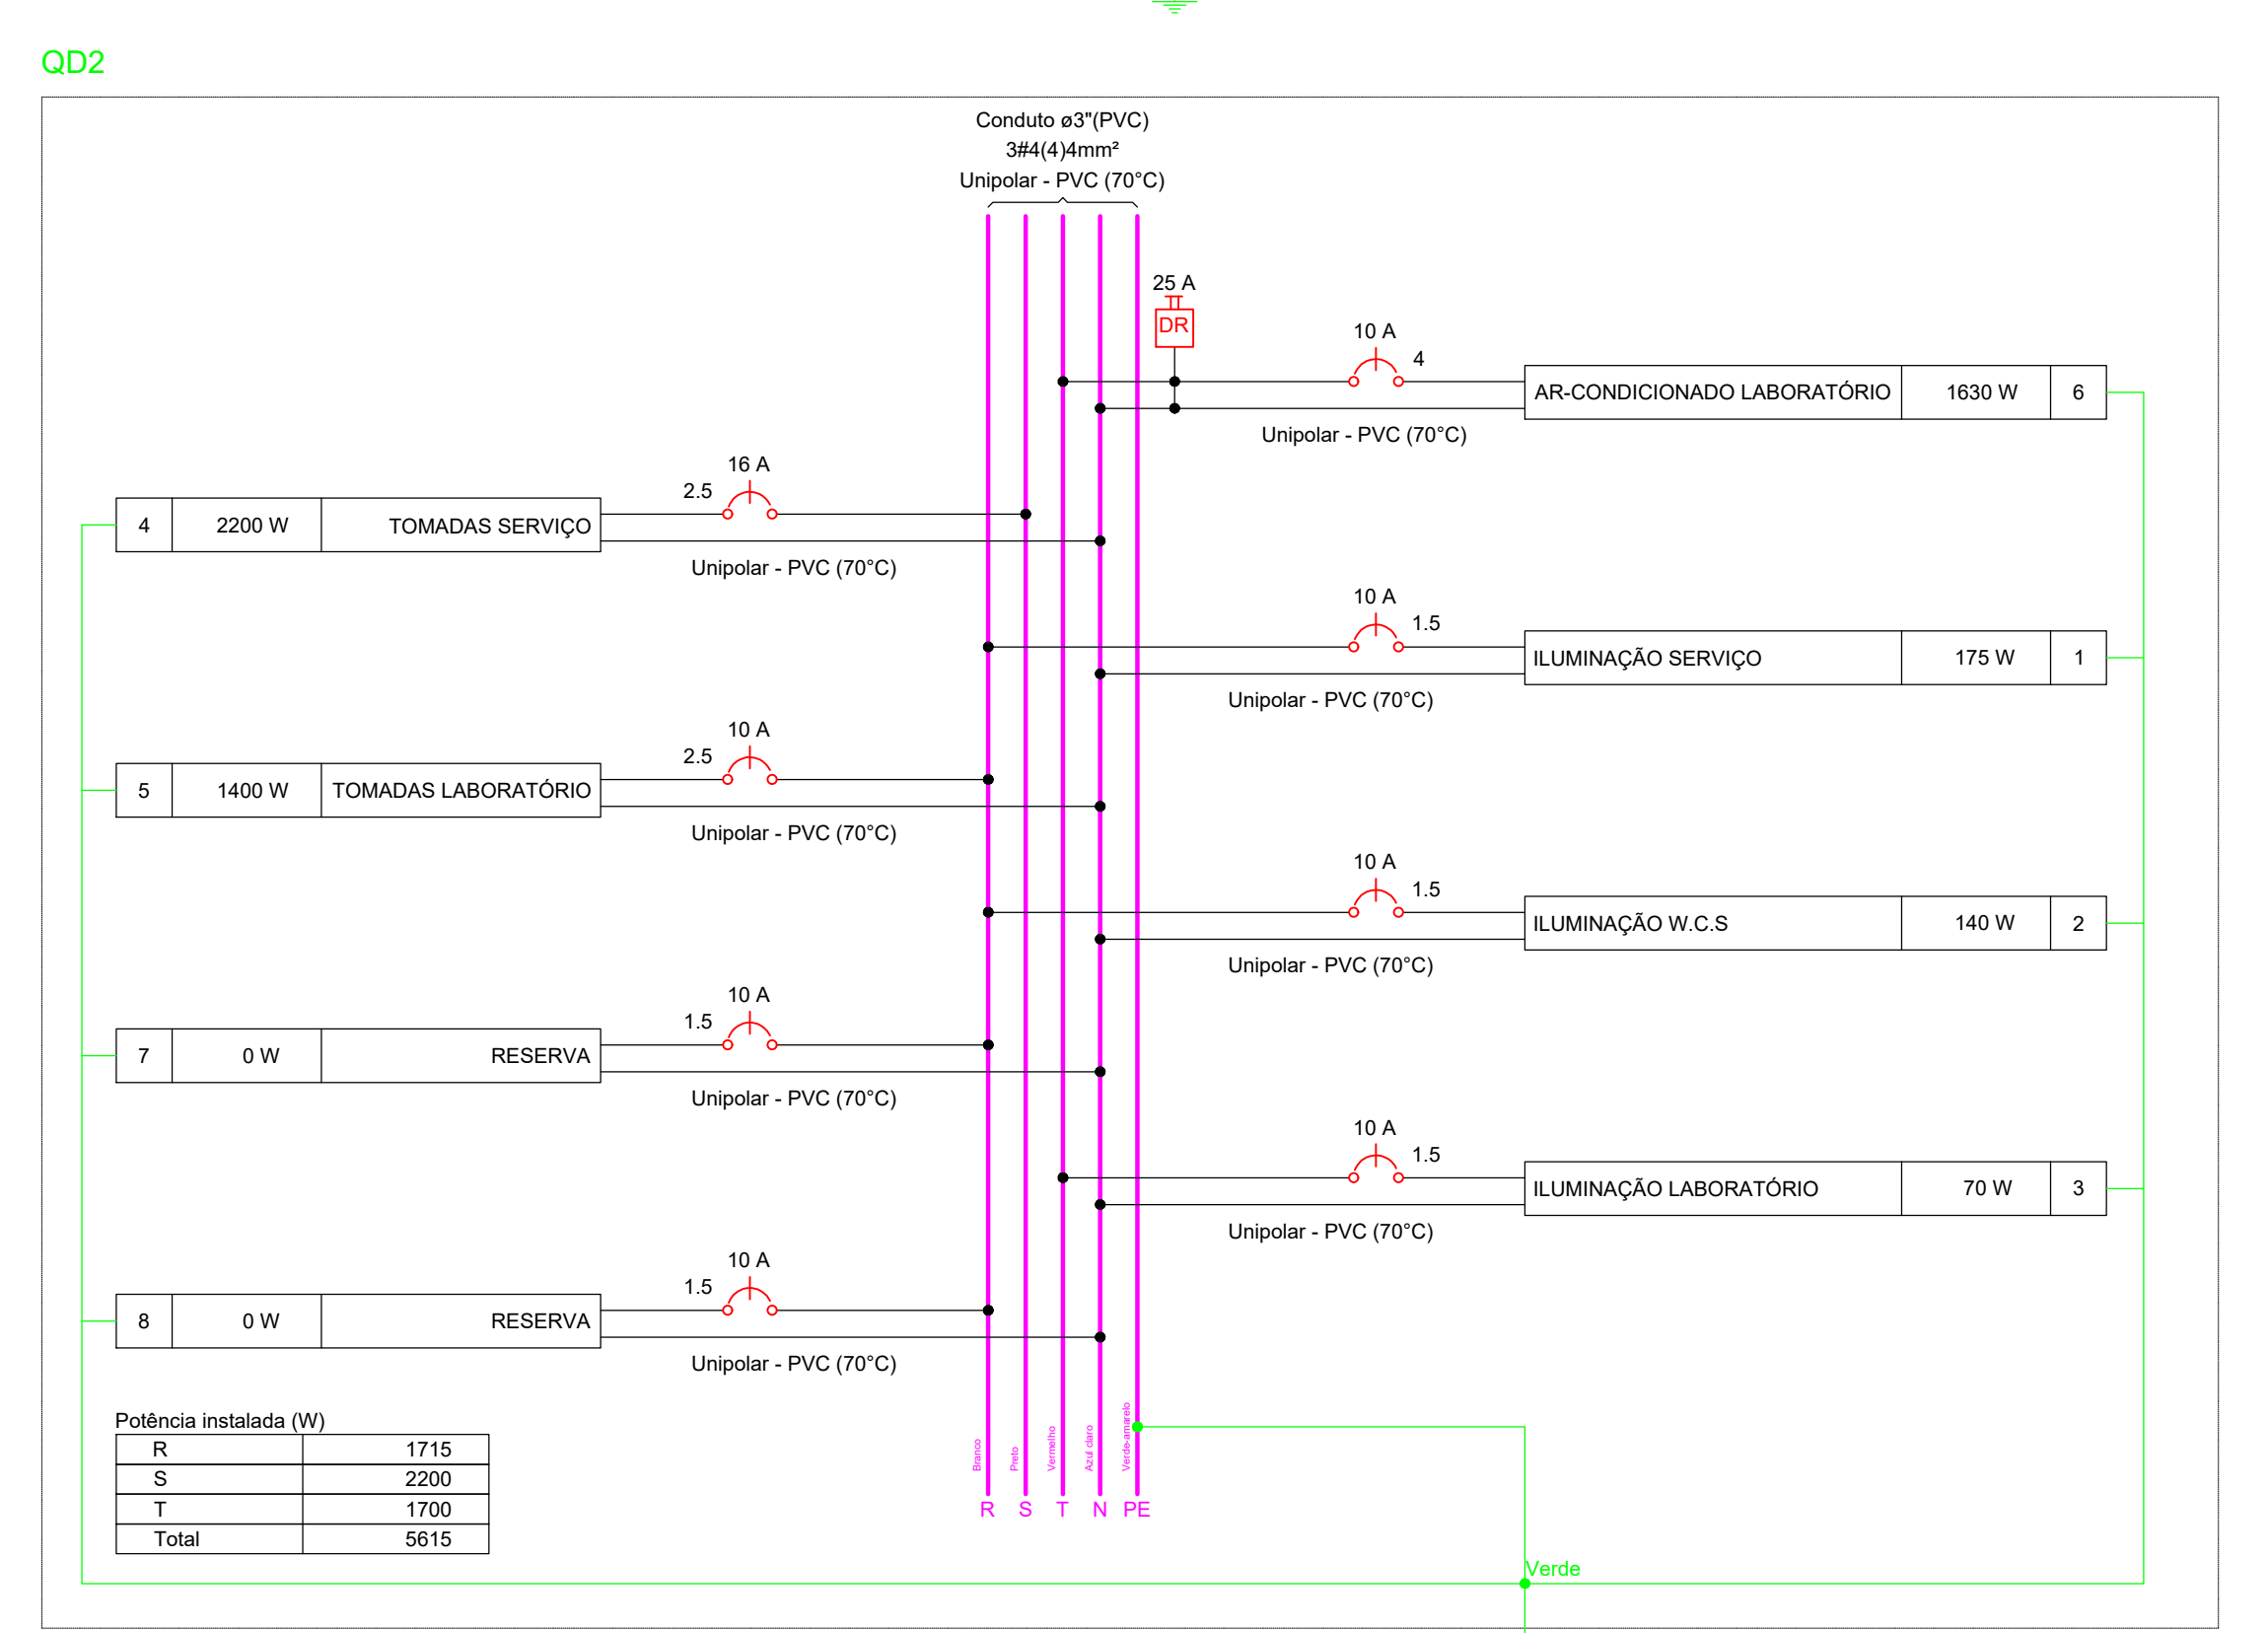 QD2
Conduto ø3"(PVC)
3#4(4)4mm²
Unipolar - PVC (70°C)
25 A
DR
10 A
4
AR-CONDICIONADO LABORATÓRIO 1630 W 6
Unipolar - PVC (70°C)
16 A
2.5
4 2200 W TOMADAS SERVIÇO
Unipolar - PVC (70°C)
10 A
1.5
ILUMINAÇÃO SERVIÇO 175 W 1
Unipolar - PVC (70°C)
10 A
2.5
5 1400 W TOMADAS LABORATÓRIO
Unipolar - PVC (70°C)
10 A
1.5
ILUMINAÇÃO W.C.S 140 W 2
Unipolar - PVC (70°C)
10 A
1.5
7 0 W RESERVA
Unipolar - PVC (70°C)
10 A
1.5
ILUMINAÇÃO LABORATÓRIO 70 W 3
Unipolar - PVC (70°C)
10 A
1.5
8 0 W RESERVA
Unipolar - PVC (70°C)
Potência instalada (W)
R 1715
S 2200
T 1700
Total 5615
Branco
Preto
Vermelho
Azul claro
Verde-amarelo
R S T N PE
Verde